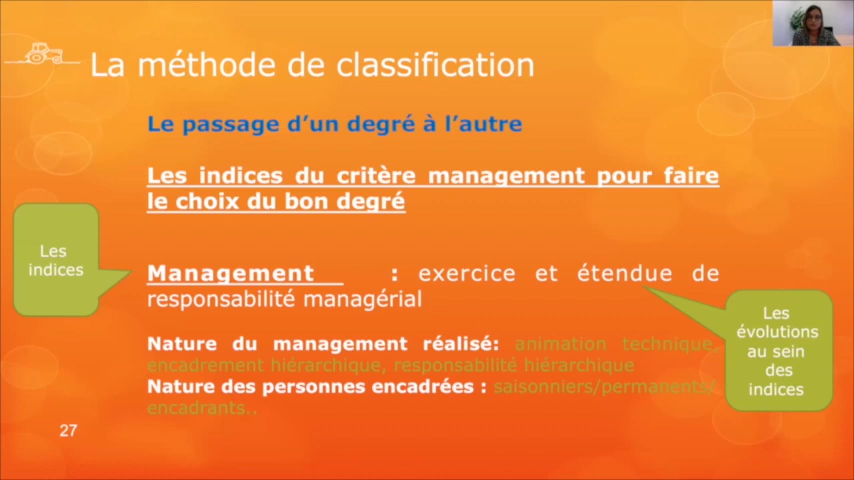 La méthode de classification
Le passage d'un degré à l'autre
Les indices du critère management pour faire
le choix du bon degré
Les
indices
Management : exercice et étendue de
responsabilité managérial
Les
évolutions
au sein
des
indices
Nature du management réalisé: animation technique,
encadrement hiérarchique, responsabilité hiérarchique
Nature des personnes encadrées : saisonniers/permanents/
encadrants..
27